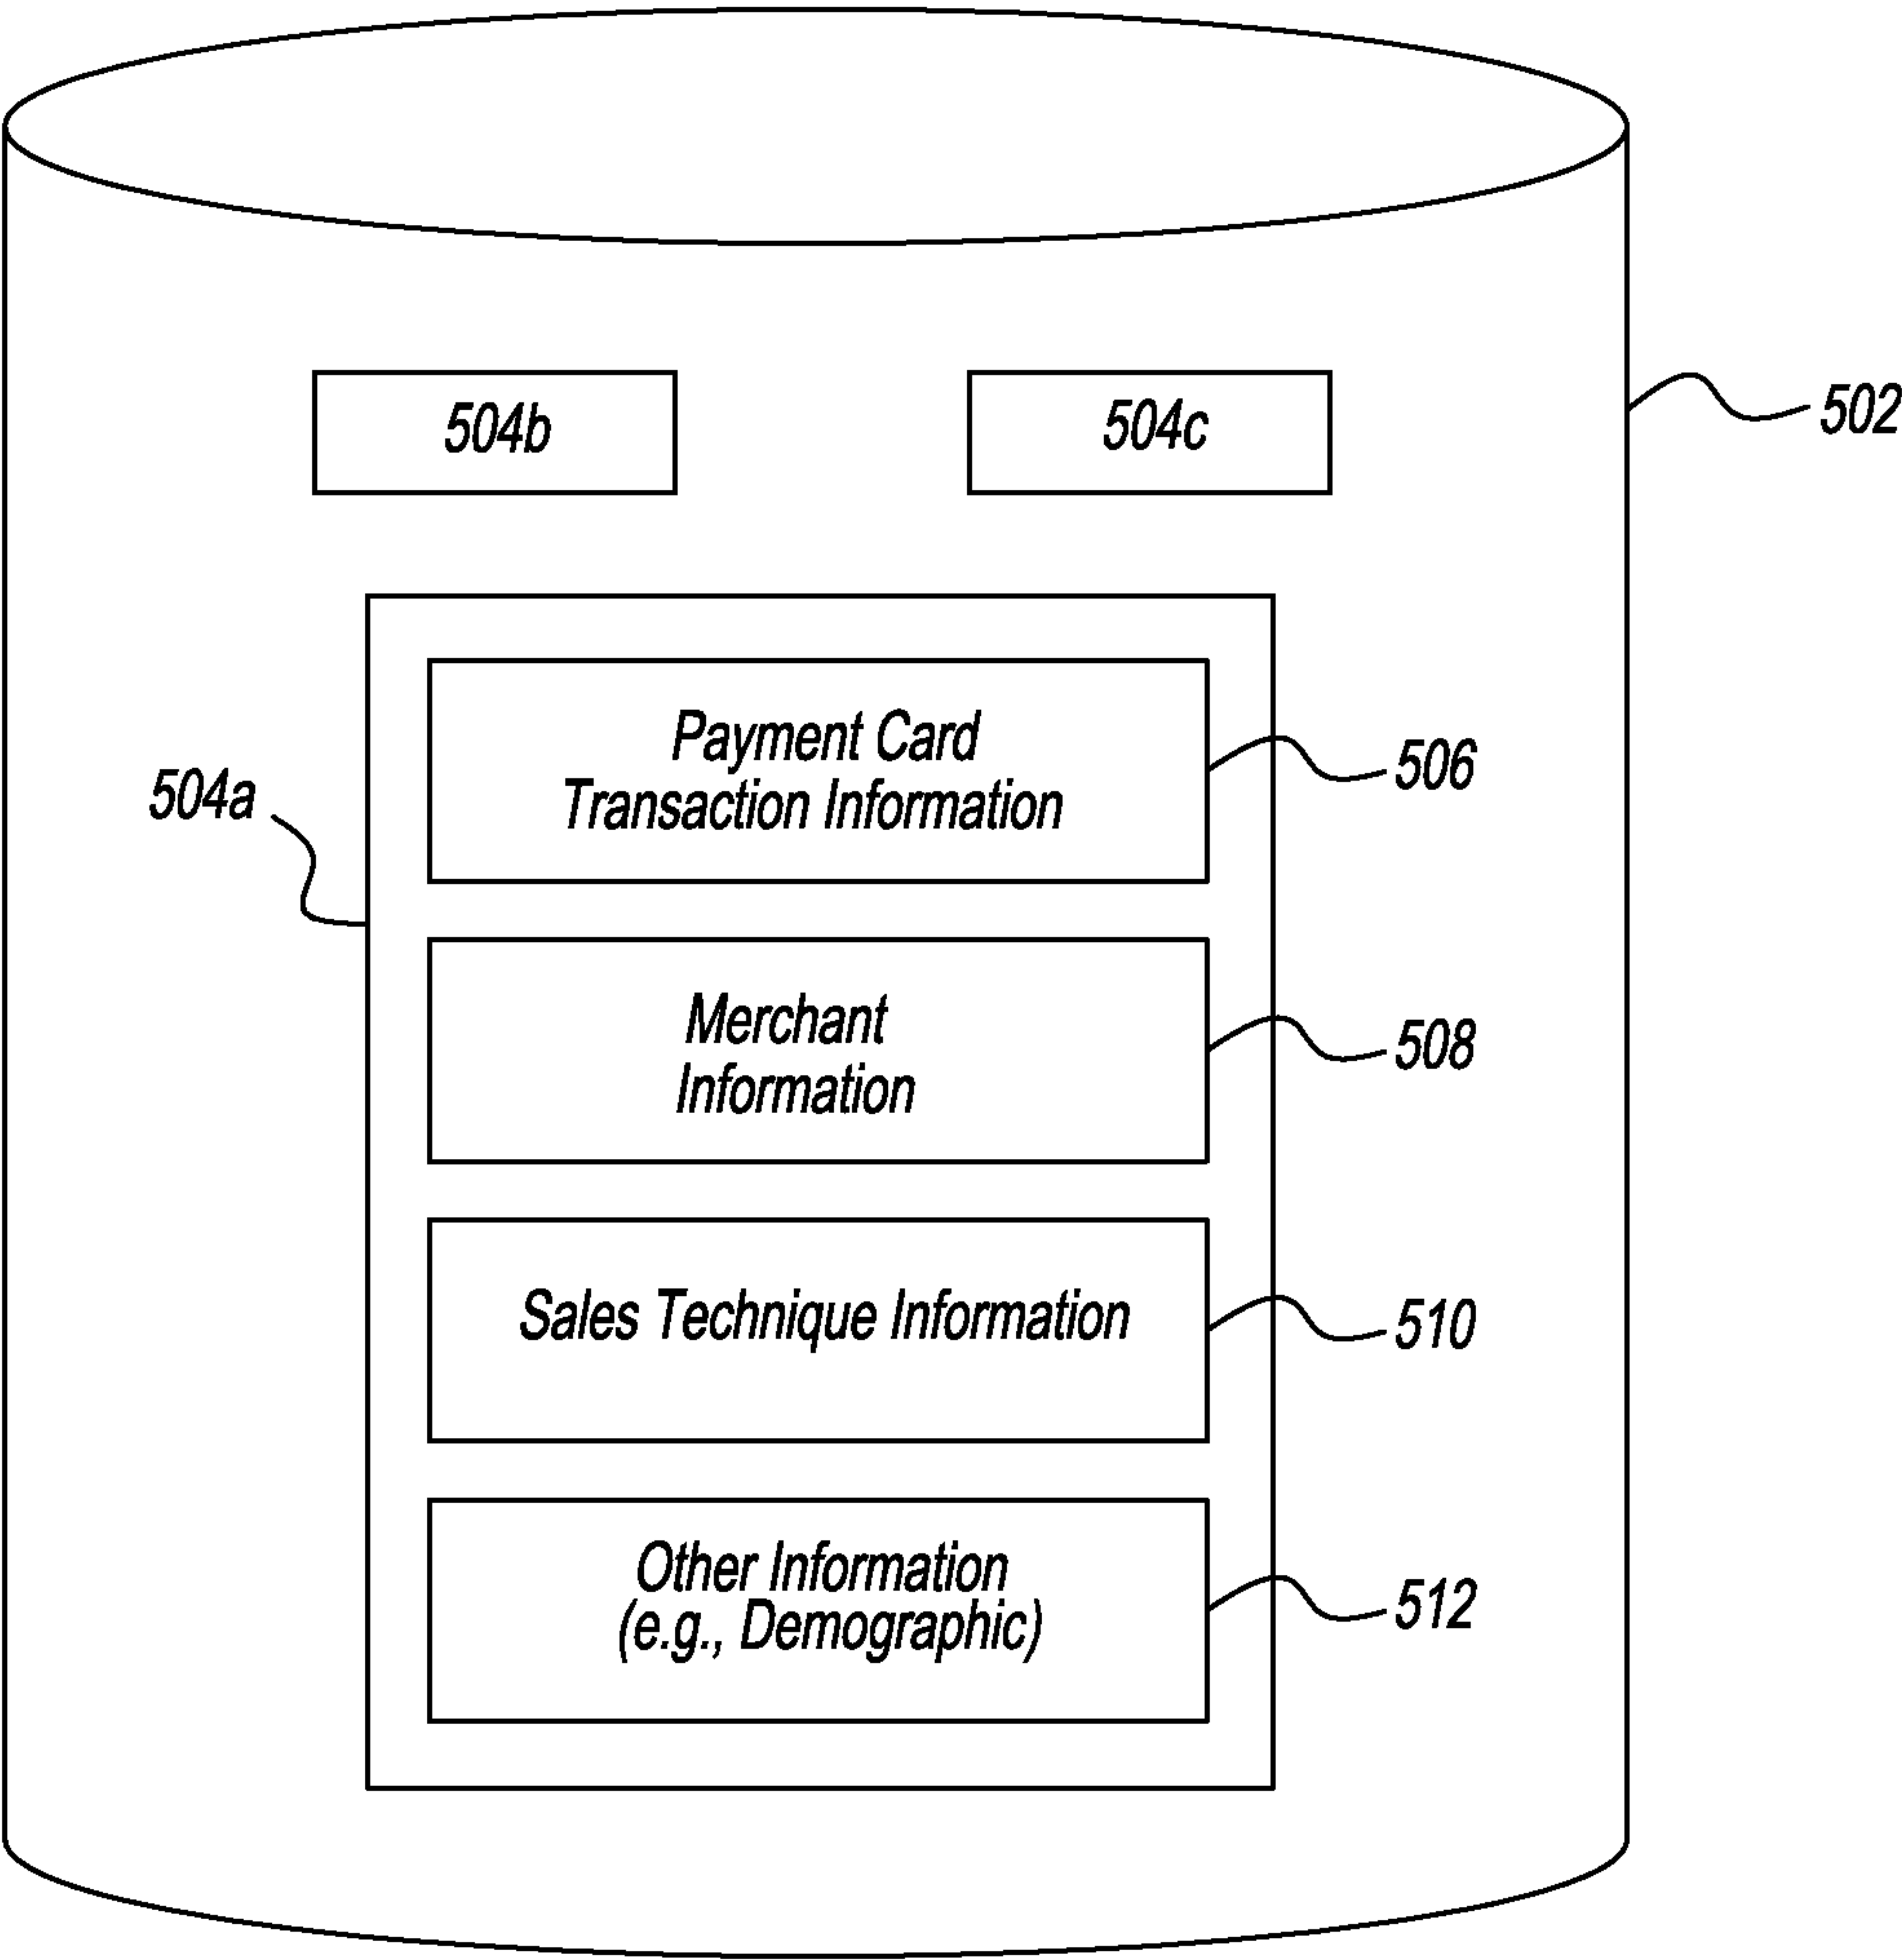 504b
504c
502
504a
Payment Card
Transaction Information
506
Merchant
Information
508
Sales Technique Information
510
Other Information
(e.g., Demographic)
512